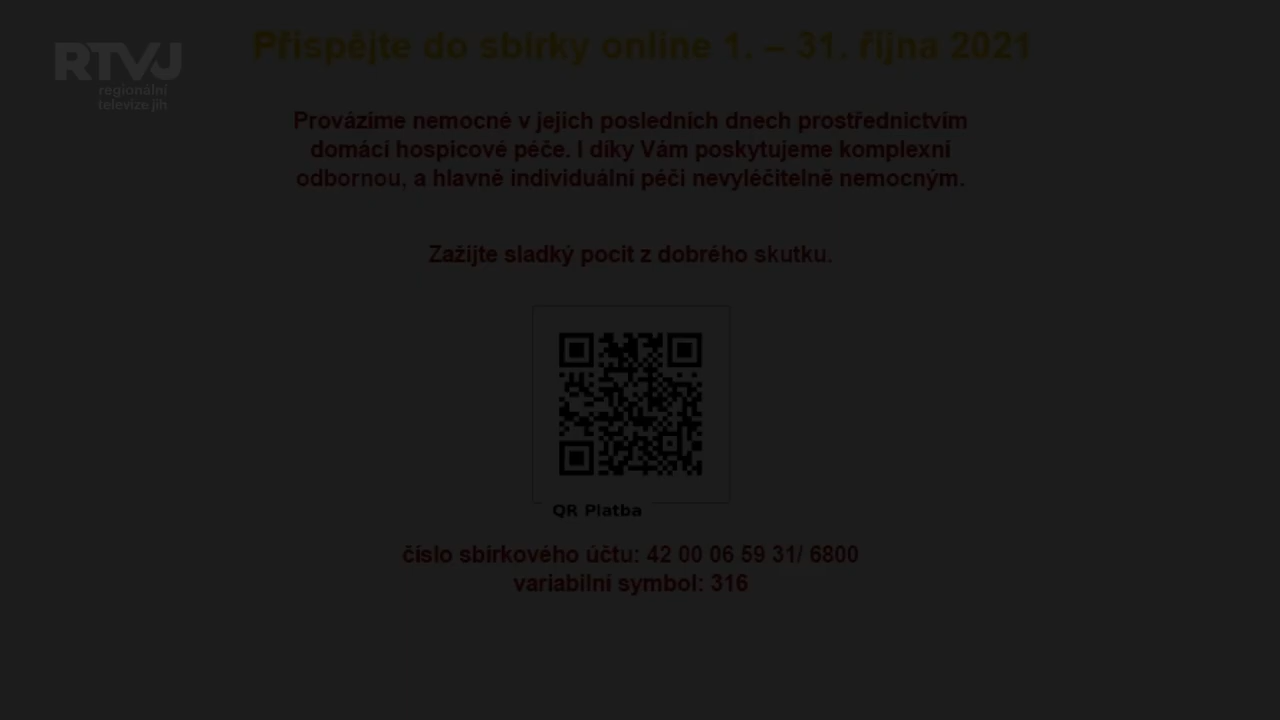 Přispějte do sbírky online 1. – 31. října 2021
RTVJ
regionální
televize jih
Provázíme nemocné v jejich posledních dnech prostřednictvím
domácí hospicové péče. I díky Vám poskytujeme komplexní
odbornou, a hlavně individuální péči nevyléčitelně nemocným.
Zažijte sladký pocit z dobrého skutku.
QR Platba
číslo sbírkového účtu: 42 00 06 59 31/ 6800
variabilní symbol: 316